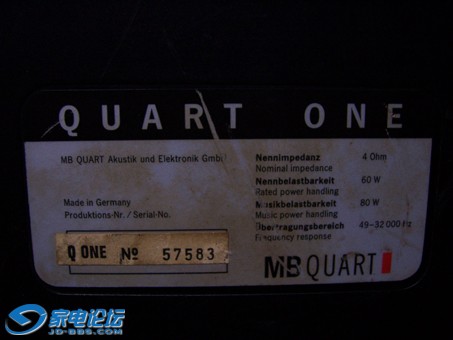 QUART ONE
MB QUART Akustik und Elektronik GmbH
Made in Germany
Produktions-Nr. / Serial-No.
Q ONE № 57583
Nennimpedanz 4 Ohm
Nominal impedance
Nennbelastbarkeit 60 W
Rated power handling
Musikbelastbarkeit 80 W
Music power handling
Übertragungsbereich 49-32 000 Hz
Frequency response
MB QUART
家电论坛
JD-BBS.COM